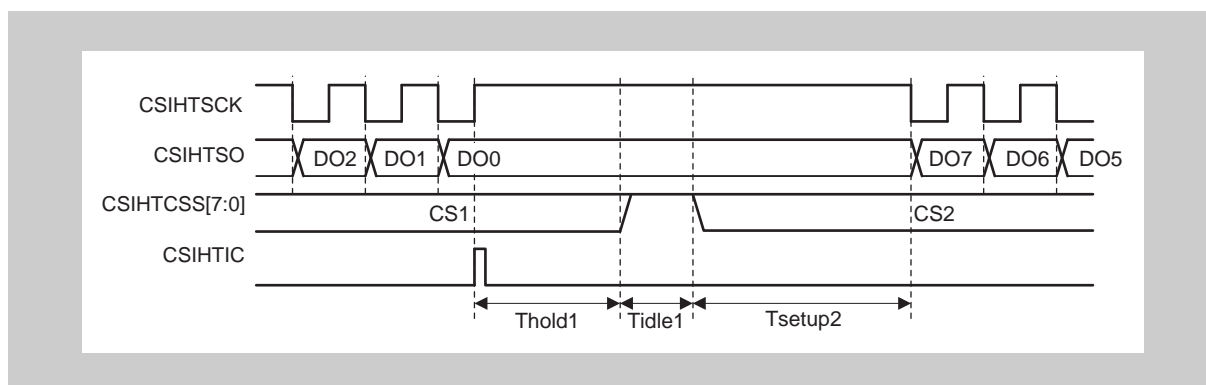 CSIHTSCK
CSIHTSO DO2 DO1 DO0 DO7 DO6 DO5
CSIHTCSS[7:0] CS1 CS2
CSIHTIC
Thold1 Tidle1 Tsetup2